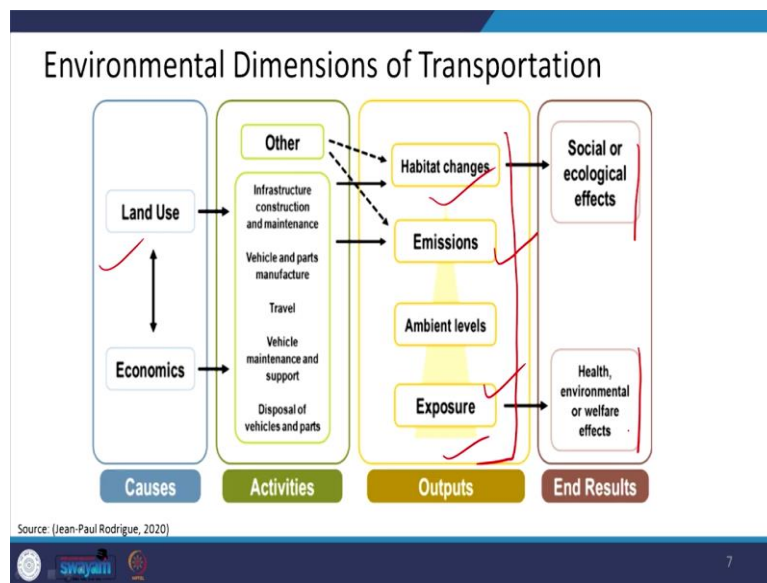 Environmental Dimensions of Transportation
Land Use
Economics
Causes
Other
Infrastructure
construction
and maintenance
Vehicle and parts
manufacture
Travel
Vehicle
maintenance and
support
Disposal of
vehicles and parts
Activities
Habitat changes
Emissions
Ambient levels
Exposure
Outputs
Social or
ecological
effects
Health,
environmental
or welfare
effects
End Results
Source: (Jean-Paul Rodrigue, 2020)
swayam
7